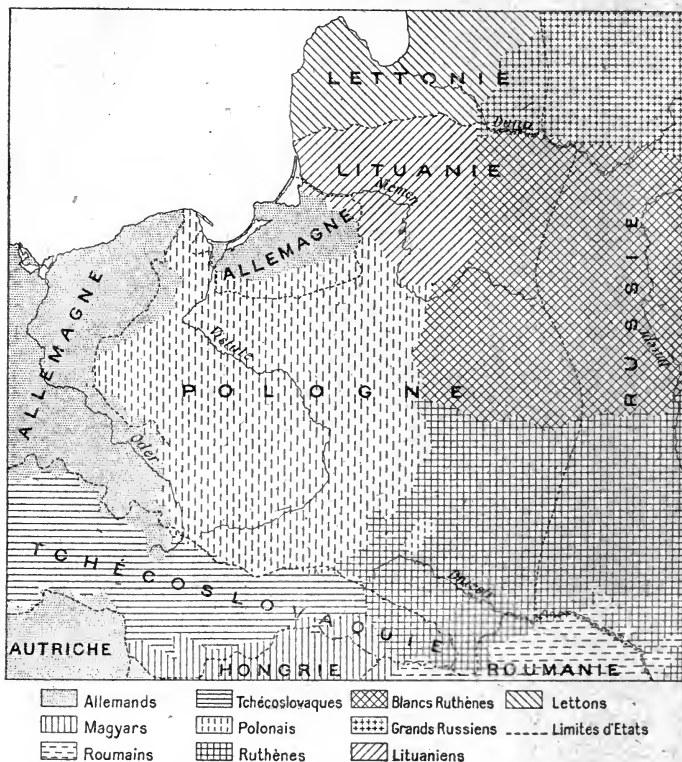 LETTONIE
Duna
LITUANIE
Niemen
ALLEMAGNE
ALLEMAGNE
RUSSIE
Vistule
POLOGNE
Oder
TCHÉCOSLOVAQUIE
Dniestr
AUTRICHE
HONGRIE
ROUMANIE
Allemands
Tchécoslovaques
Blancs Ruthènes
Lettons
Magyars
Polonais
Grands Russiens
Limites d'Etats
Roumains
Ruthènes
Lituaniens